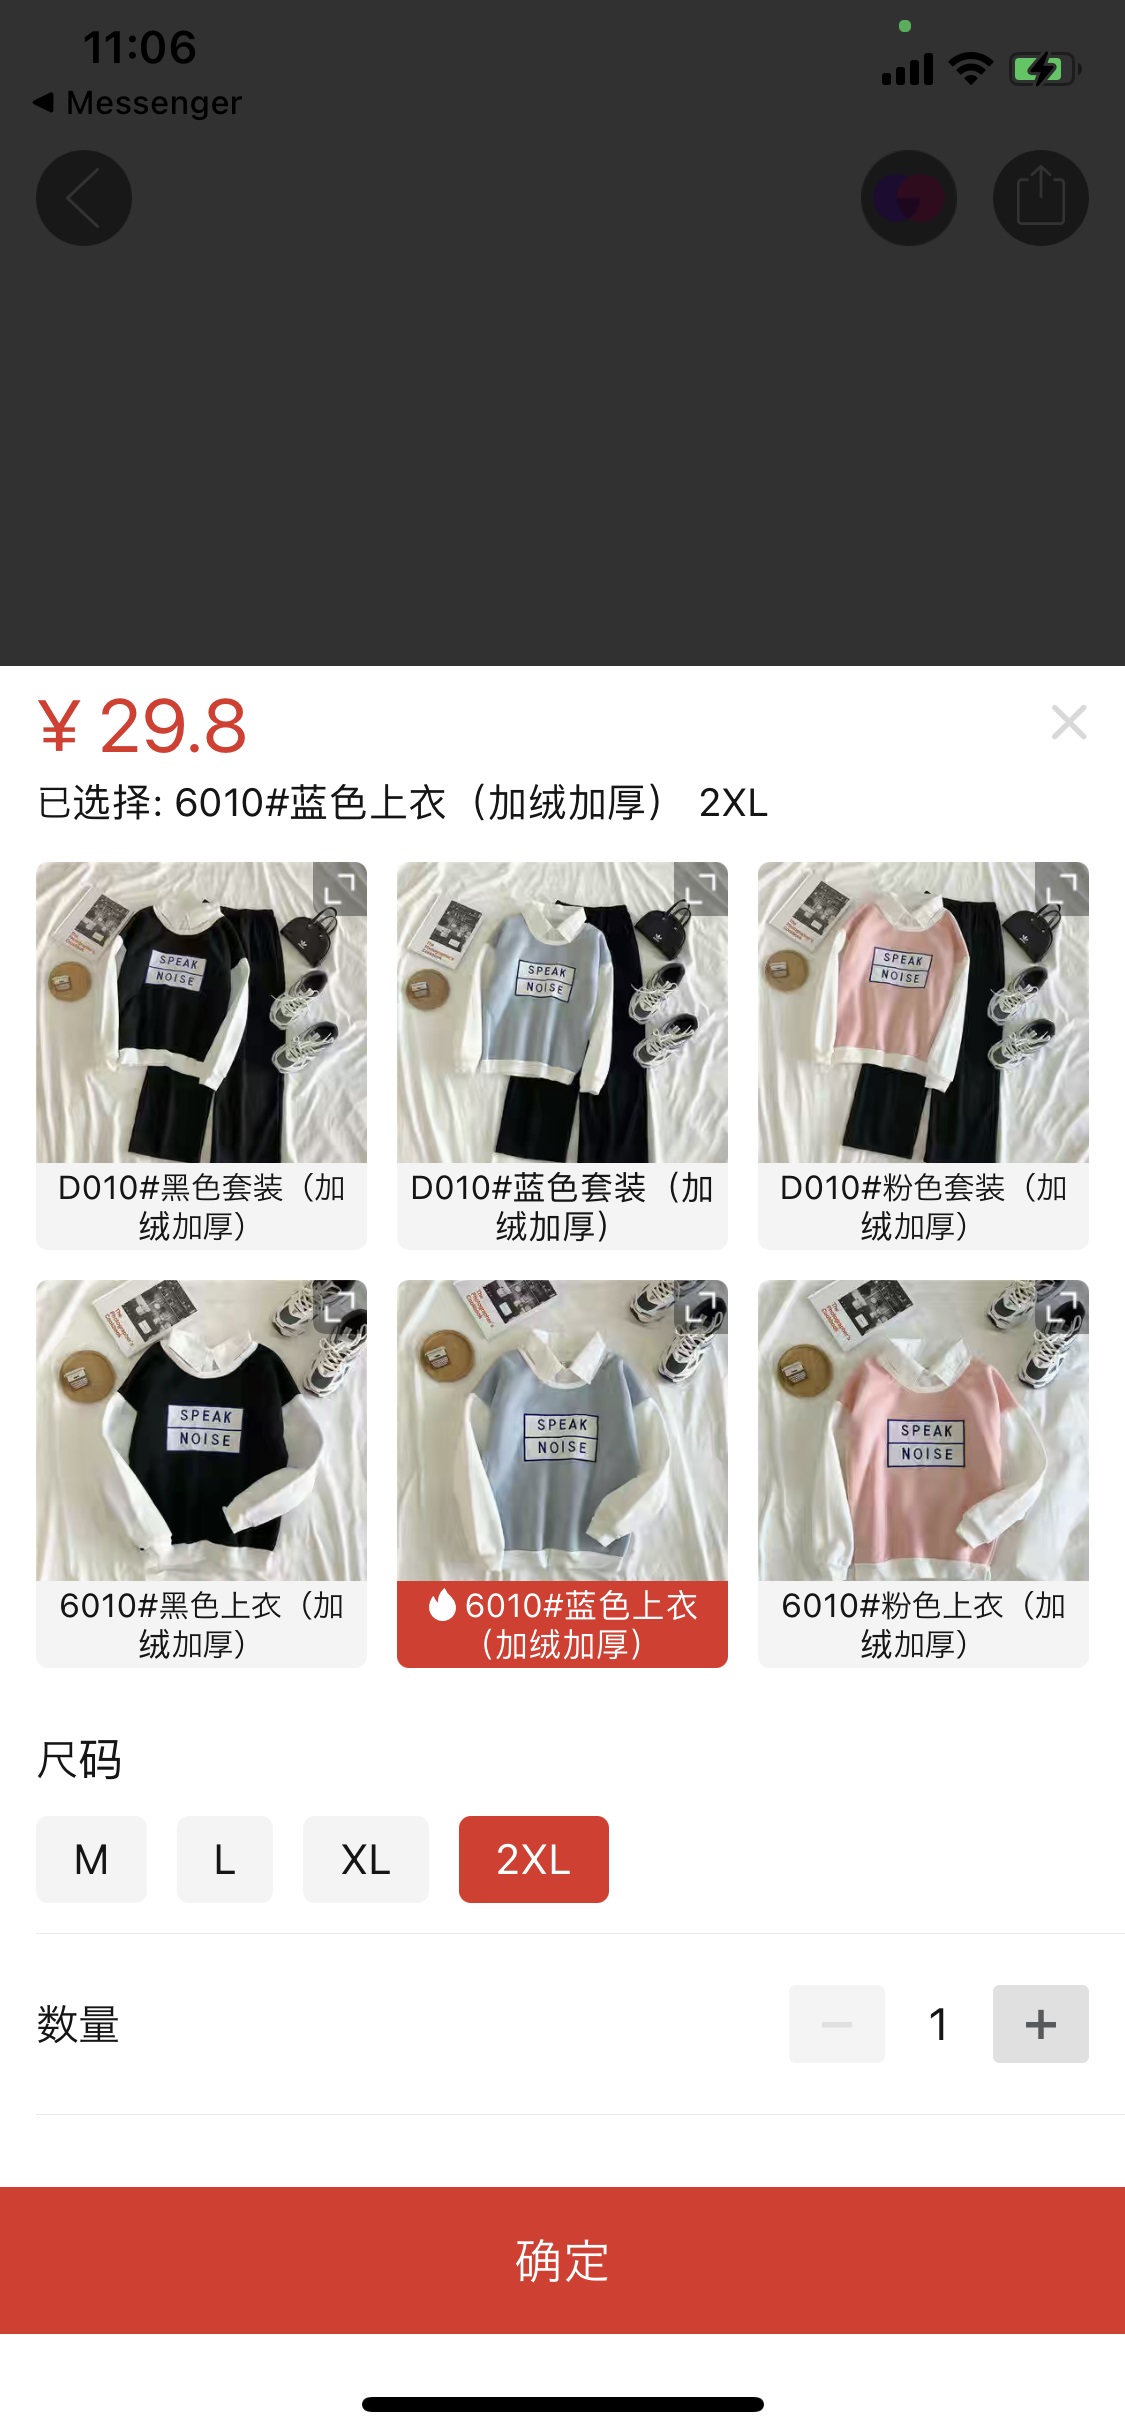 11:06
◀ Messenger
¥ 29.8
已选择: 6010#蓝色上衣（加绒加厚） 2XL
SPEAK
NOISE
SPEAK
NOISE
SPEAK
NOISE
D010#黑色套装（加
绒加厚）
D010#蓝色套装（加
绒加厚）
D010#粉色套装（加
绒加厚）
SPEAK
NOISE
SPEAK
NOISE
SPEAK
NOISE
6010#黑色上衣（加
绒加厚）
6010#蓝色上衣
（加绒加厚）
6010#粉色上衣（加
绒加厚）
尺码
M
L
XL
2XL
数量
1
确定